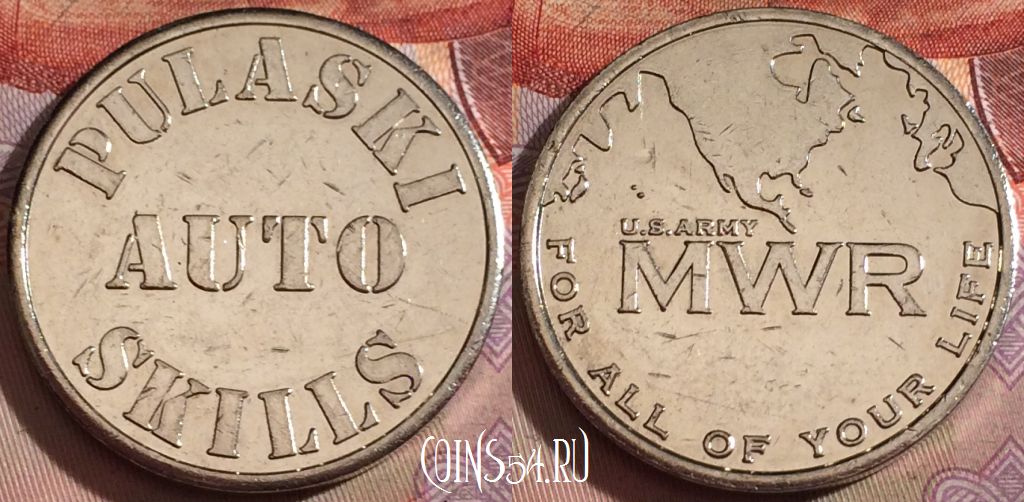 PULASKI
AUTO
SKILLS
U.S. ARMY
MWR
FOR ALL OF YOUR LIFE
COINS54.RU